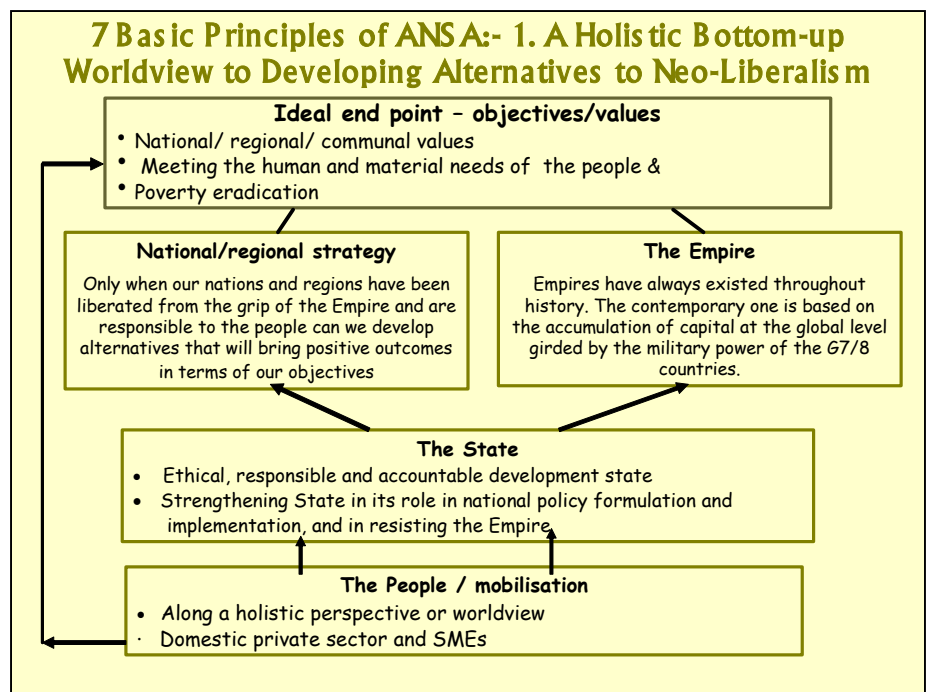 7 Basic Principles of ANSA:- 1. A Holistic Bottom-up
Worldview to Developing Alternatives to Neo-Liberalism
Ideal end point – objectives/values
• National/ regional/ communal values
• Meeting the human and material needs of the people &
• Poverty eradication
National/regional strategy
Only when our nations and regions have been
liberated from the grip of the Empire and are
responsible to the people can we develop
alternatives that will bring positive outcomes
in terms of our objectives
The Empire
Empires have always existed throughout
history. The contemporary one is based on
the accumulation of capital at the global level
girded by the military power of the G7/8
countries.
The State
• Ethical, responsible and accountable development state
• Strengthening State in its role in national policy formulation and
implementation, and in resisting the Empire
The People / mobilisation
• Along a holistic perspective or worldview
· Domestic private sector and SMEs